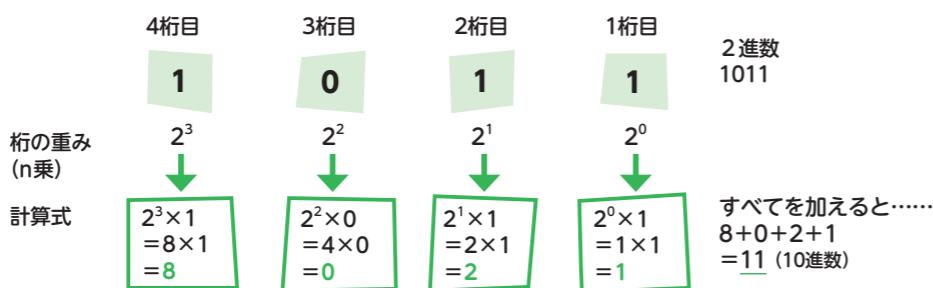 4桁目 3桁目 2桁目 1桁目
2進数
1 0 1 1
1011
桁の重み 2³ 2² 2¹ 2⁰
(n乗)
計算式
2³×1
=8×1
=8
2²×0
=4×0
=0
2¹×1
=2×1
=2
2⁰×1
=1×1
=1
すべてを加えると……
8+0+2+1
=11(10進数)